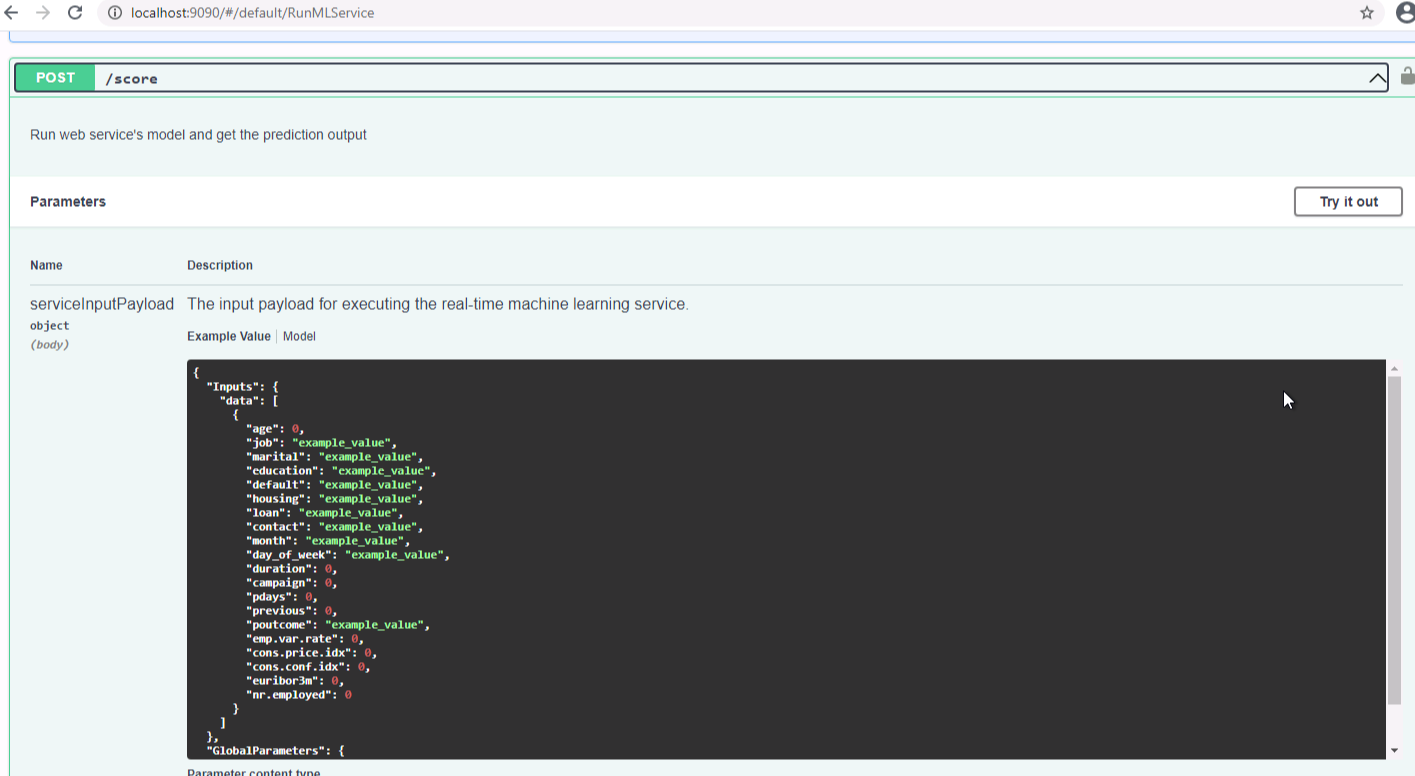 localhost:9090/#/default/RunMLService
POST /score
Run web service's model and get the prediction output
Parameters
Try it out
Name Description
serviceInputPayload The input payload for executing the real-time machine learning service.
object
(body)
Example Value | Model
{
"Inputs": {
"data": [
{
"age": 0,
"job": "example_value",
"marital": "example_value",
"education": "example_value",
"default": "example_value",
"housing": "example_value",
"loan": "example_value",
"contact": "example_value",
"month": "example_value",
"day_of_week": "example_value",
"duration": 0,
"campaign": 0,
"pdays": 0,
"previous": 0,
"poutcome": "example_value",
"emp.var.rate": 0,
"cons.price.idx": 0,
"cons.conf.idx": 0,
"euribor3m": 0,
"nr.employed": 0
}
]
},
"GlobalParameters": {
Parameter content type